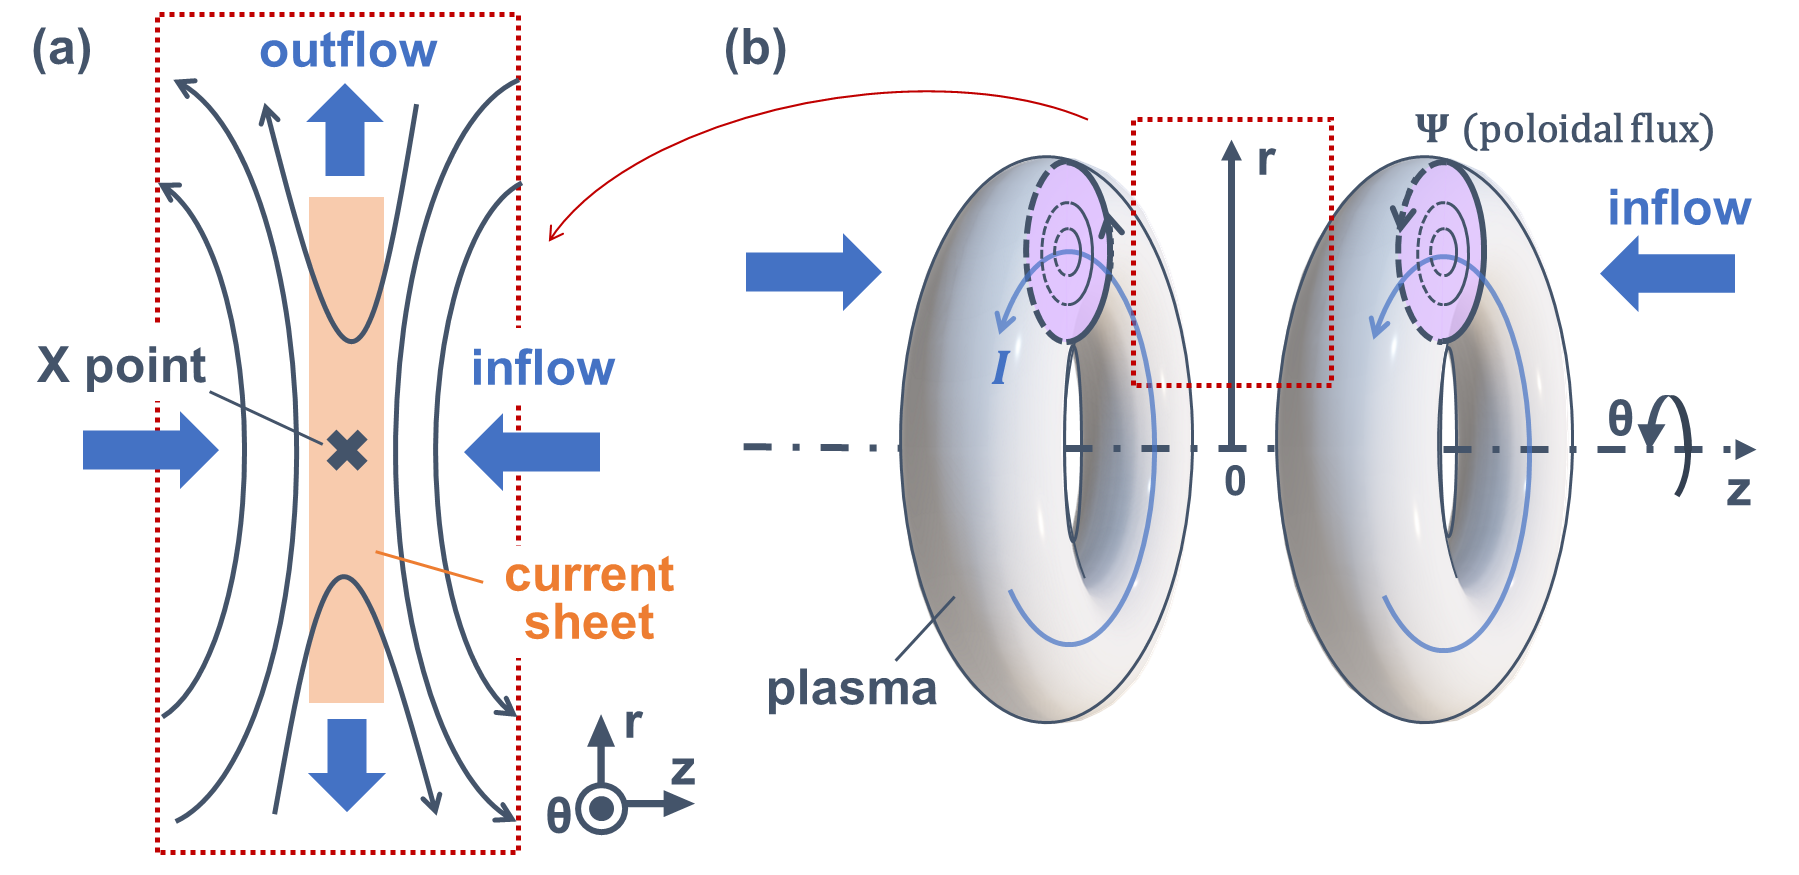 (a)
outflow
X point
inflow
current
sheet
r
z
θ
(b)
Ψ (poloidal flux)
r
inflow
I
θ
0
z
plasma